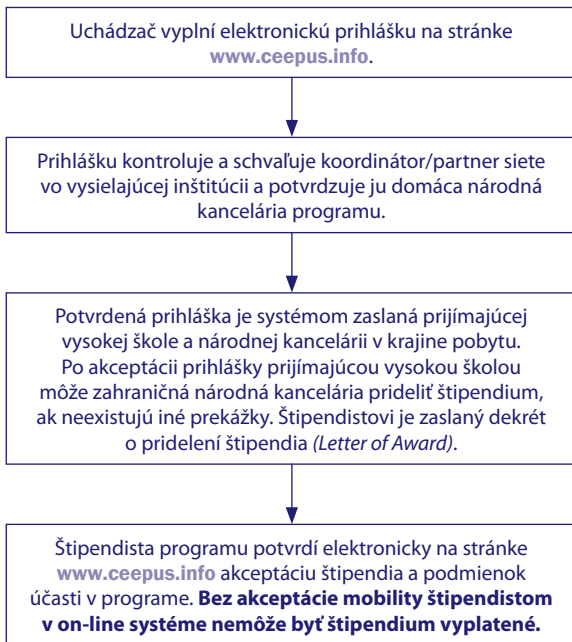 Uchádzač vyplní elektronickú prihlášku na stránke
www.ceepus.info.
Prihlášku kontroluje a schvaľuje koordinátor/partner siete
vo vysielajúcej inštitúcii a potvrdzuje ju domáca národná
kancelária programu.
Potvrdená prihláška je systémom zaslaná prijímajúcej
vysokej škole a národnej kancelárii v krajine pobytu.
Po akceptácii prihlášky prijímajúcou vysokou školou
môže zahraničná národná kancelária prideliť štipendium,
ak neexistujú iné prekážky. Štipendistovi je zaslaný dekrét
o pridelení štipendia (Letter of Award).
Štipendista programu potvrdí elektronicky na stránke
www.ceepus.info akceptáciu štipendia a podmienok
účasti v programe. Bez akceptácie mobility štipendistom
v on-line systéme nemôže byť štipendium vyplatené.